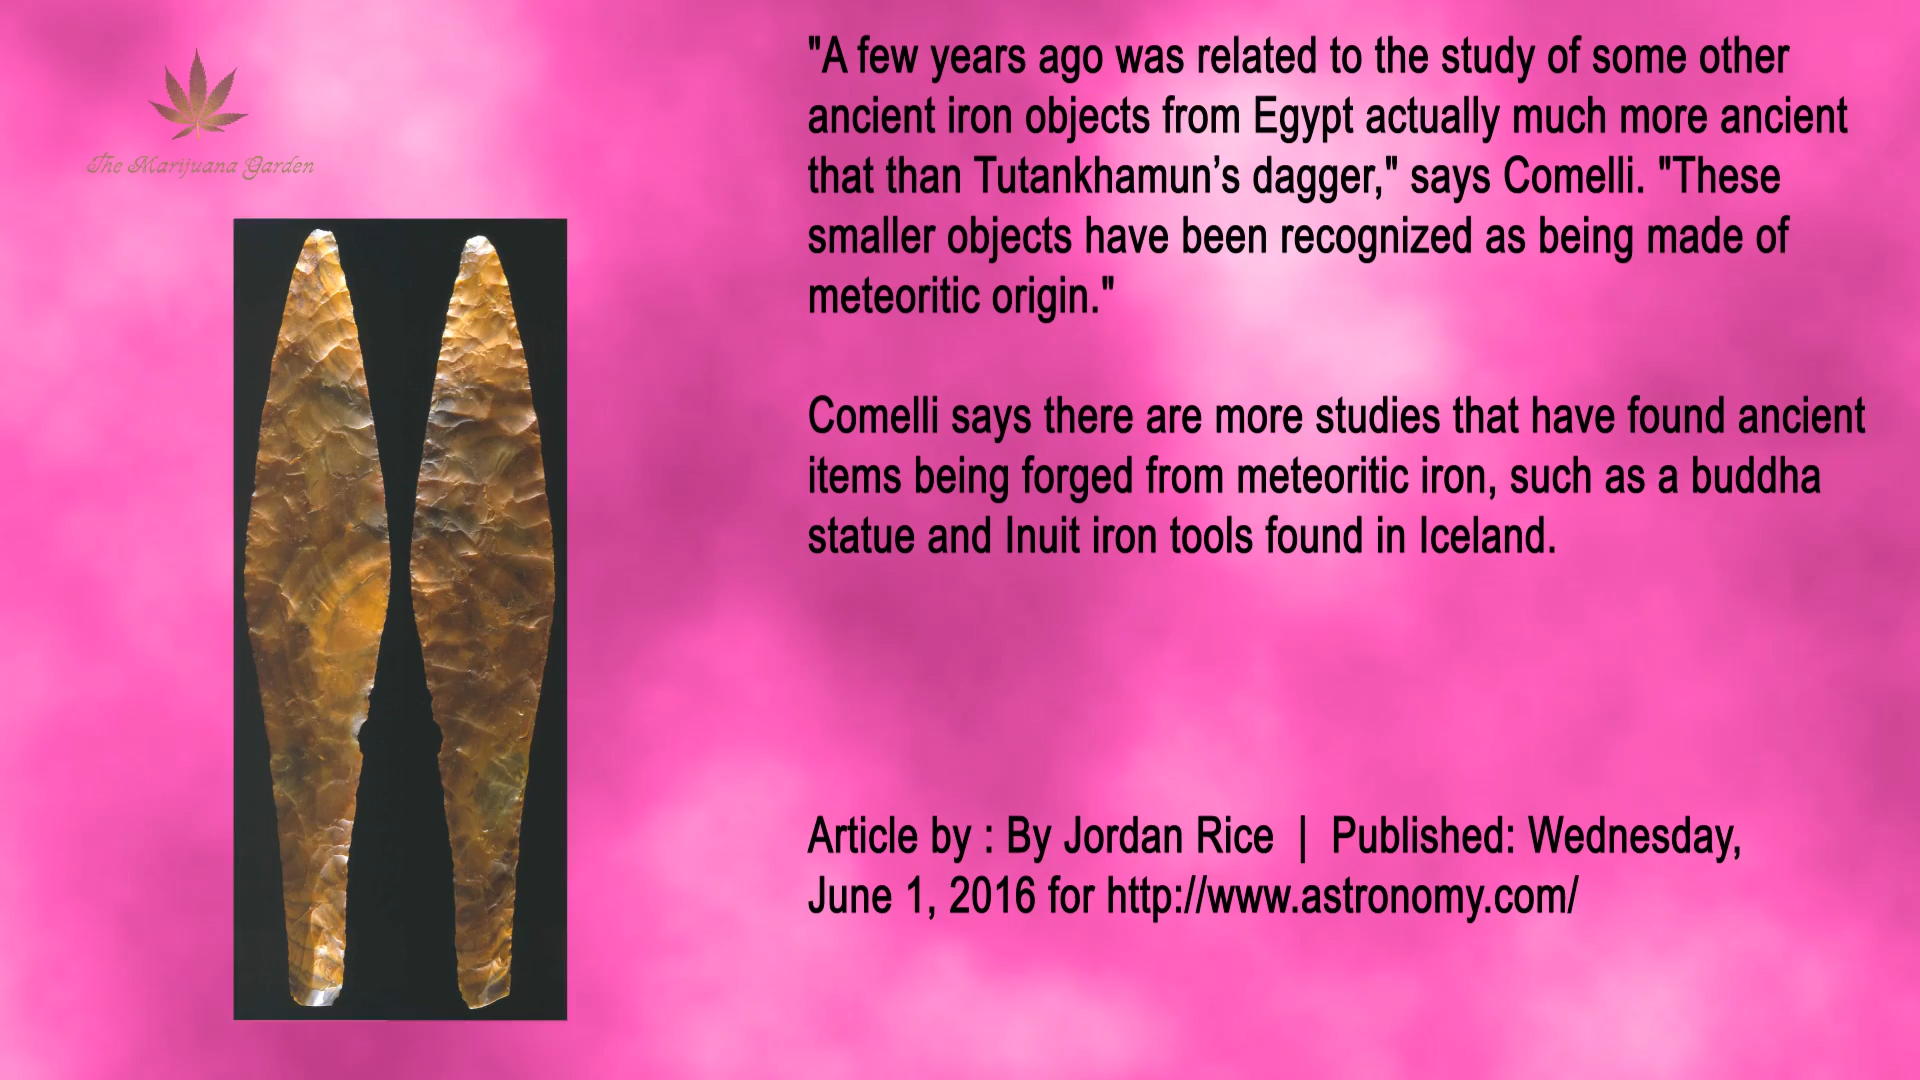 The Marijuana Garden
"A few years ago was related to the study of some other
ancient iron objects from Egypt actually much more ancient
that than Tutankhamun’s dagger," says Comelli. "These
smaller objects have been recognized as being made of
meteoritic origin."
Comelli says there are more studies that have found ancient
items being forged from meteoritic iron, such as a buddha
statue and Inuit iron tools found in Iceland.
Article by : By Jordan Rice | Published: Wednesday,
June 1, 2016 for http://www.astronomy.com/